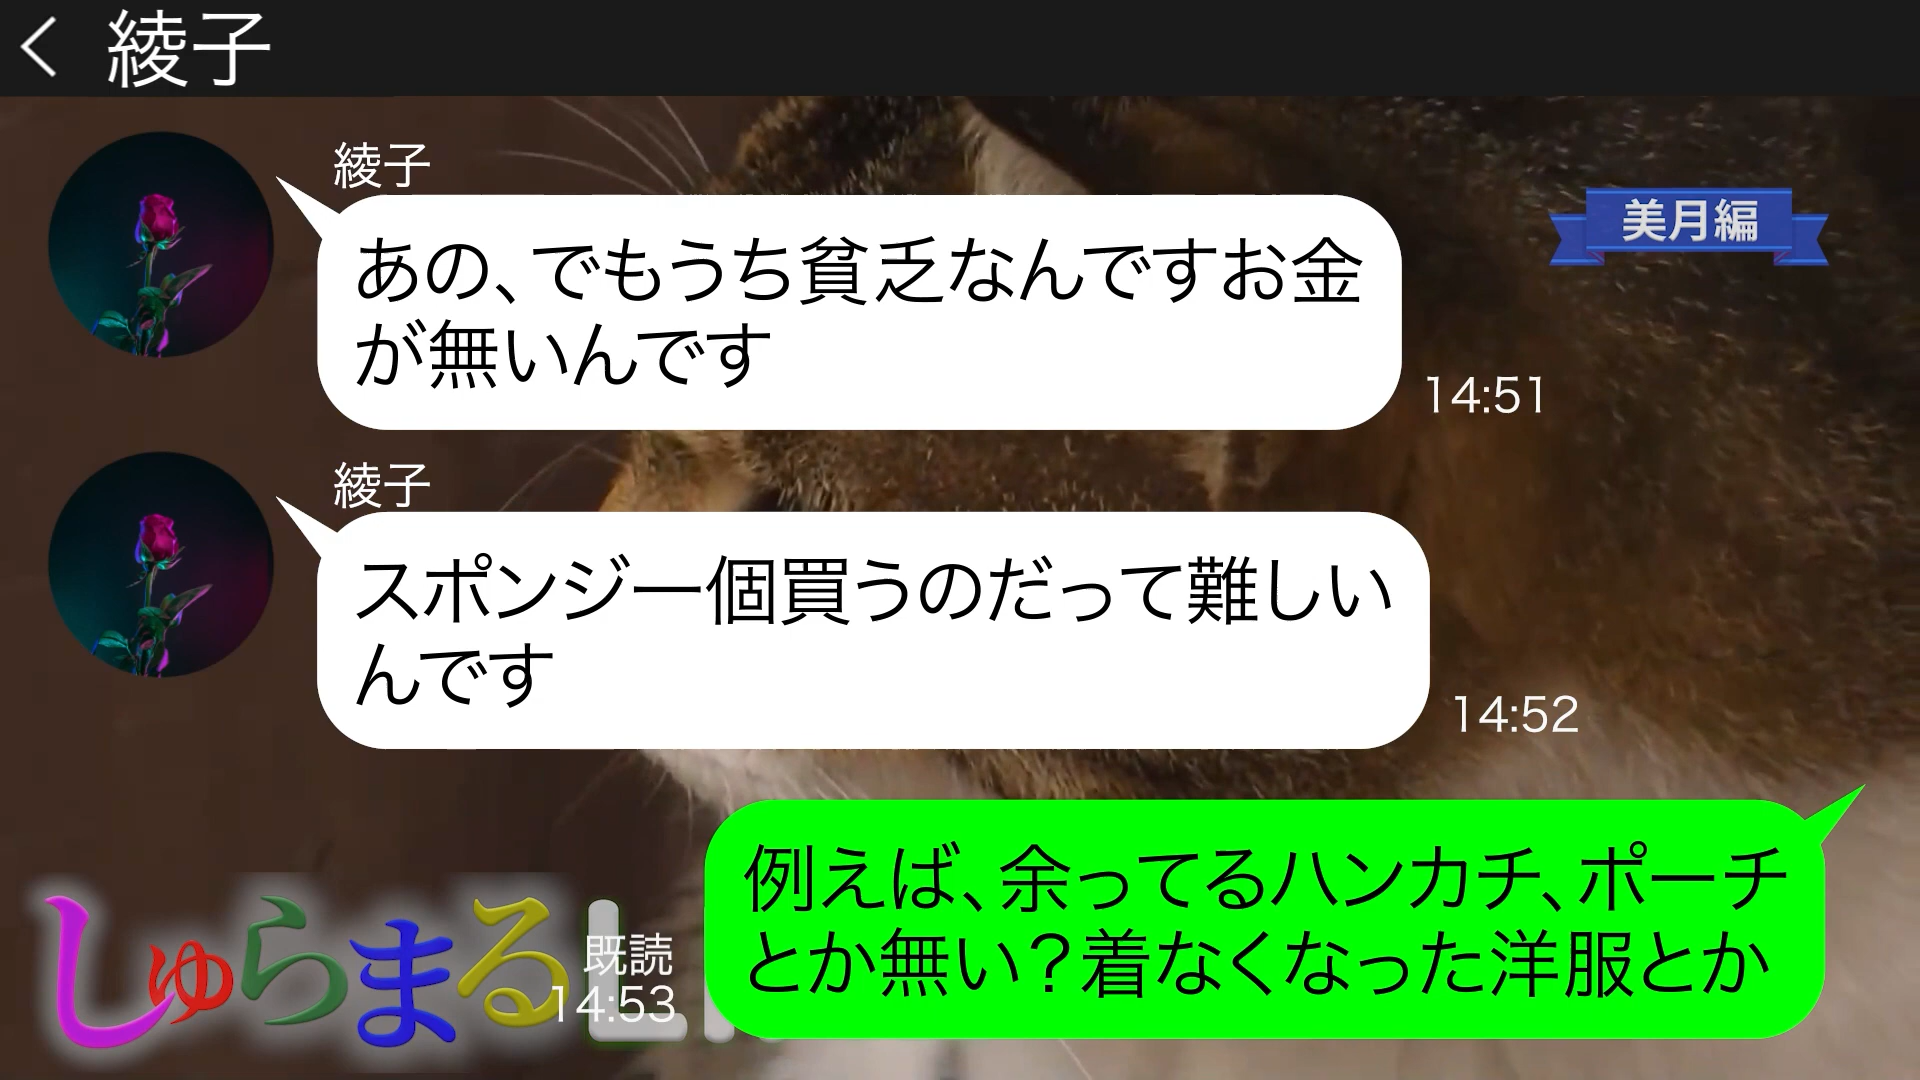 綾子
綾子
美月編
あの、でもうち貧乏なんですお金
が無いんです
14:51
綾子
スポンジ一個買うのだって難しい
んです
14:52
例えば、余ってるハンカチ、ポーチ
とか無い？着なくなった洋服とか
既読
14:53
しゅらまる